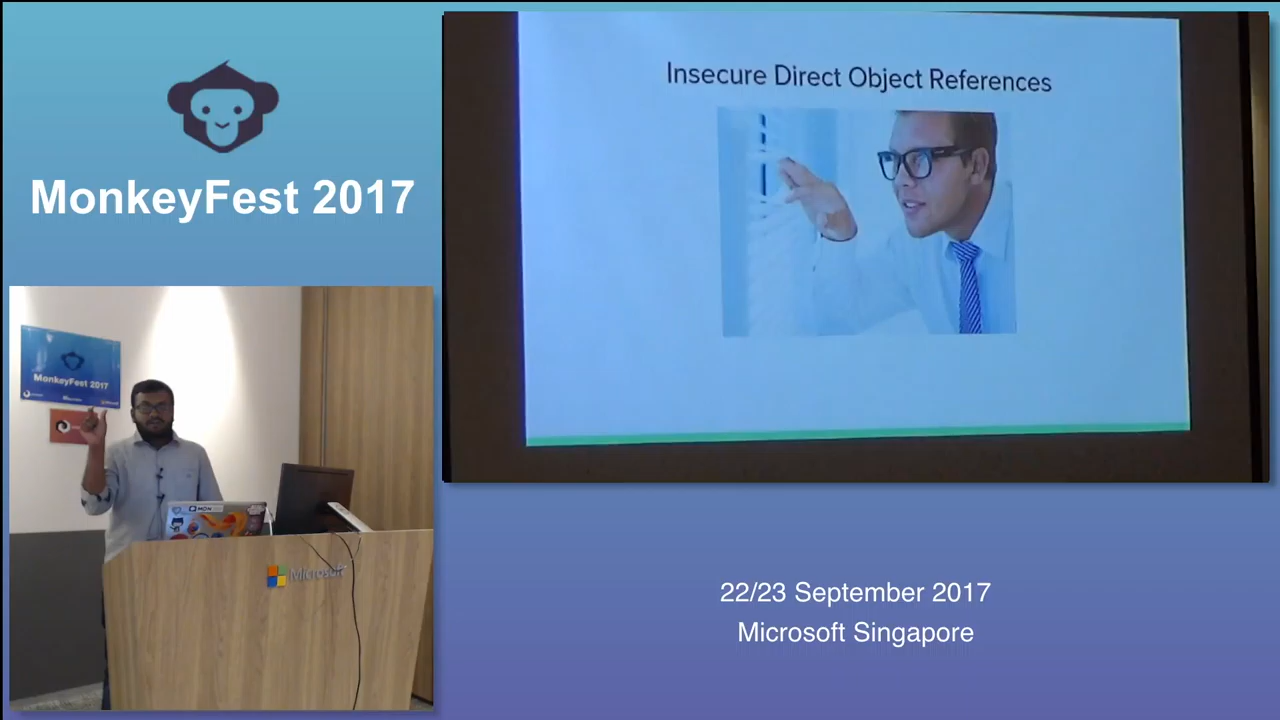 MonkeyFest 2017
Insecure Direct Object References
MonkeyFest 2017
Microsoft
22/23 September 2017
Microsoft Singapore